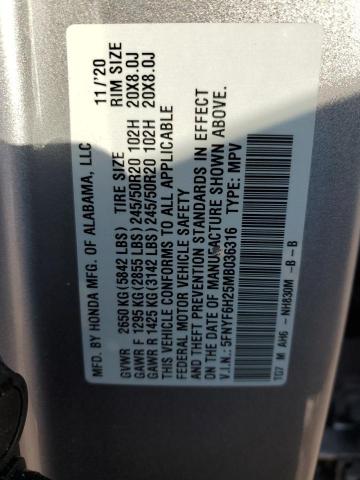 MFD. BY HONDA MFG. OF ALABAMA, LLC 11/'20
TIRE SIZE RIM SIZE
GVWR 2650 KG(5842 LBS)
GAWR F 1295 KG(2855 LBS)245/50R20 102H 20X8.0J
GAWR R 1425 KG(3142 LBS)245/50R20 102H 20X8.0J
THIS VEHICLE CONFORMS TO ALL APPLICABLE
FEDERAL MOTOR VEHICLE SAFETY
AND THEFT PREVENTION STANDARDS IN EFFECT
ON THE DATE OF MANUFACTURE SHOWN ABOVE.
V.I.N.: 5FNYF6H25MB036316 TYPE: MPV
TG7 M AH6 - NH830M -B - B